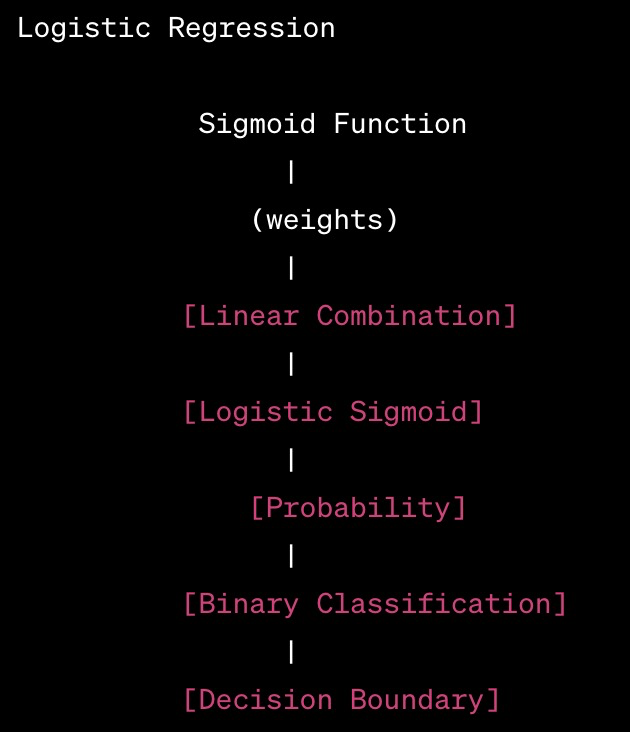 Logistic Regression
Sigmoid Function
|
(weights)
|
[Linear Combination]
|
[Logistic Sigmoid]
|
[Probability]
|
[Binary Classification]
|
[Decision Boundary]